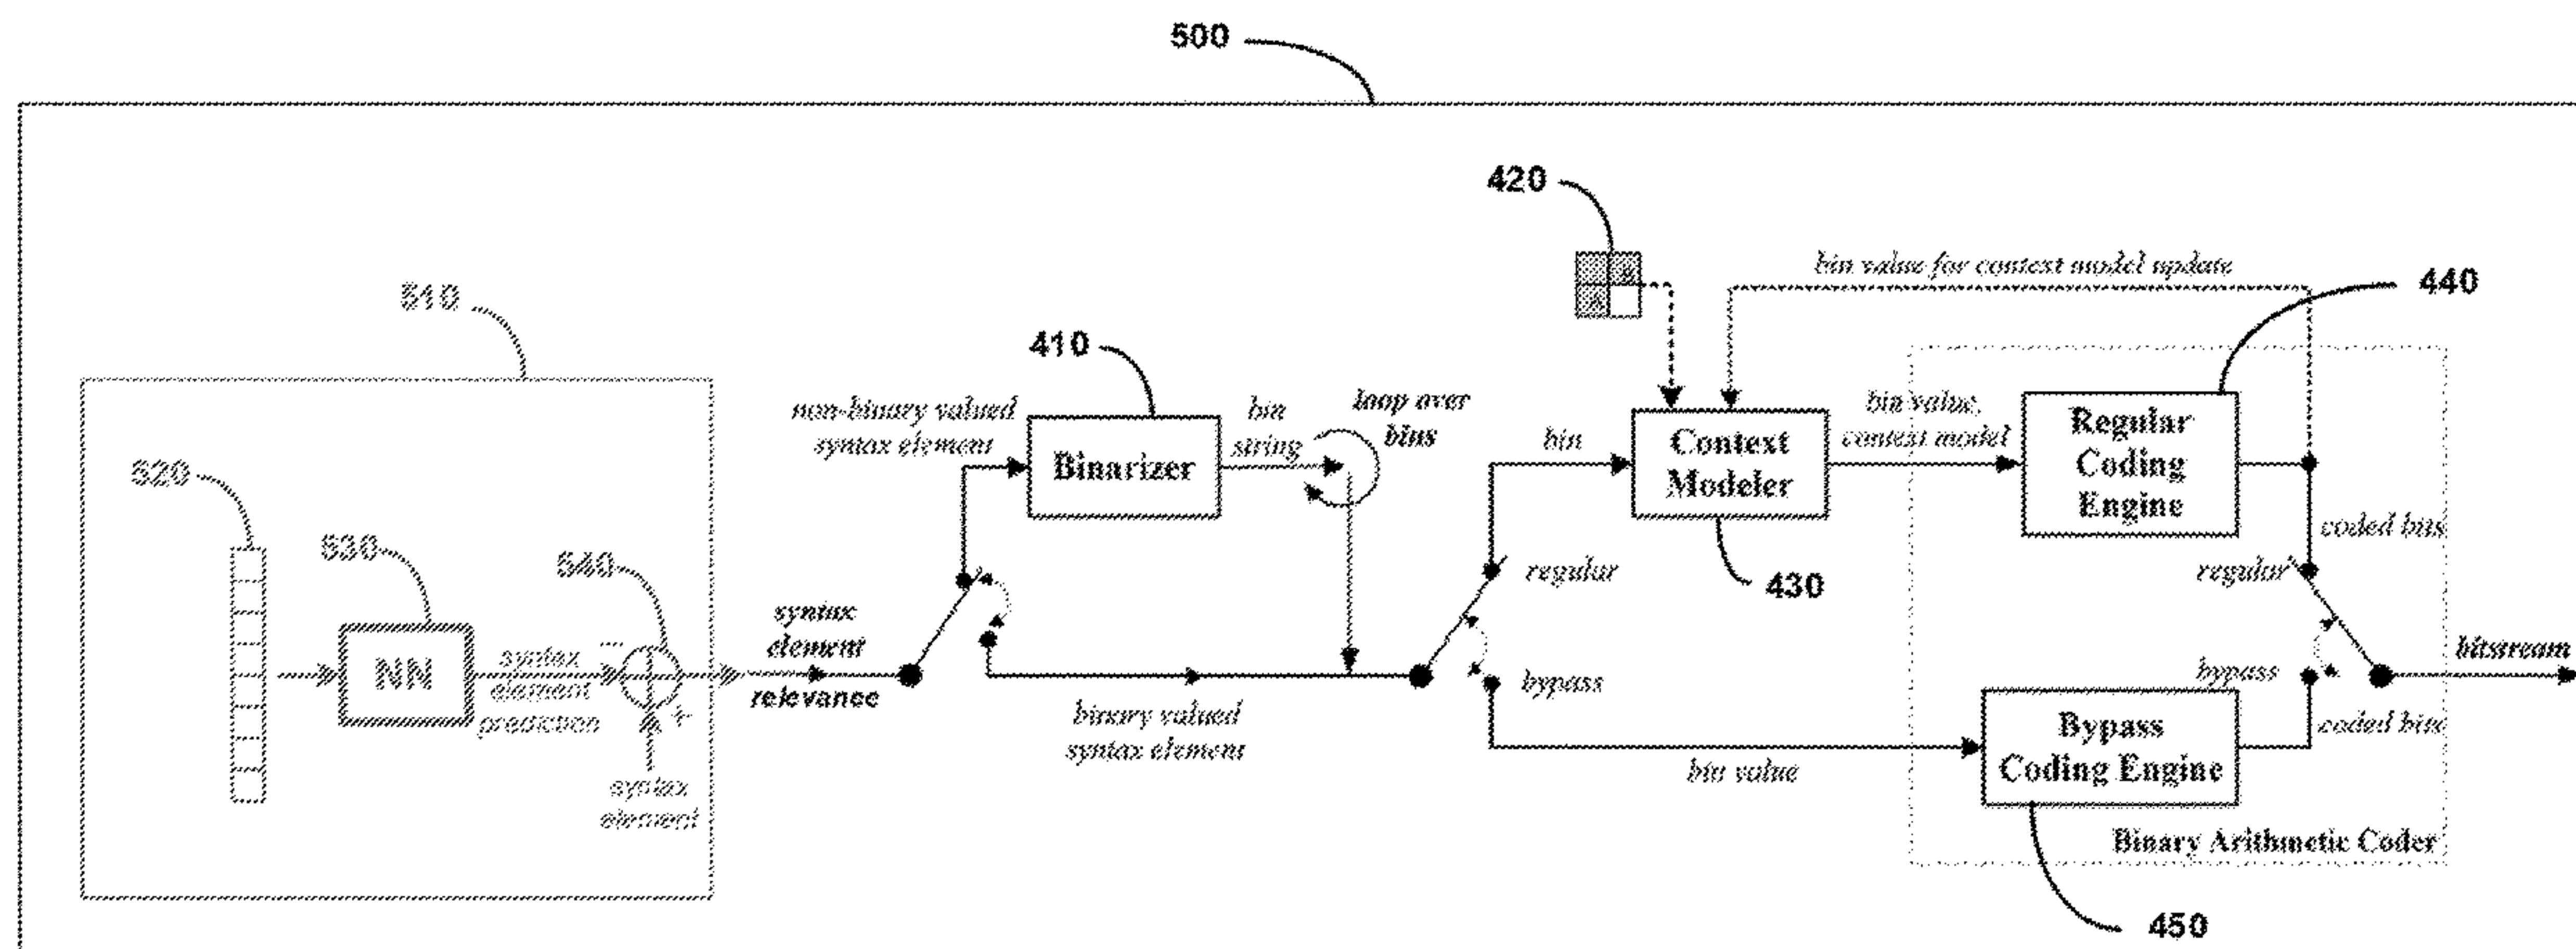 500
420
bin value for context model update
440
510
410
non-binary valued
syntax element
bin
string
loop over
bins
bin
Context
Modeler
bin value,
context model
Regular
Coding
Engine
Binarizer
520
530
540
coded bits
regular
regular
430
syntax
element
relevance
NN
syntax
element
prediction
−
+
syntax
element
binary valued
syntax element
bypass
bypass
bitstream
coded bits
bin value
Bypass
Coding Engine
Binary Arithmetic Coder
450